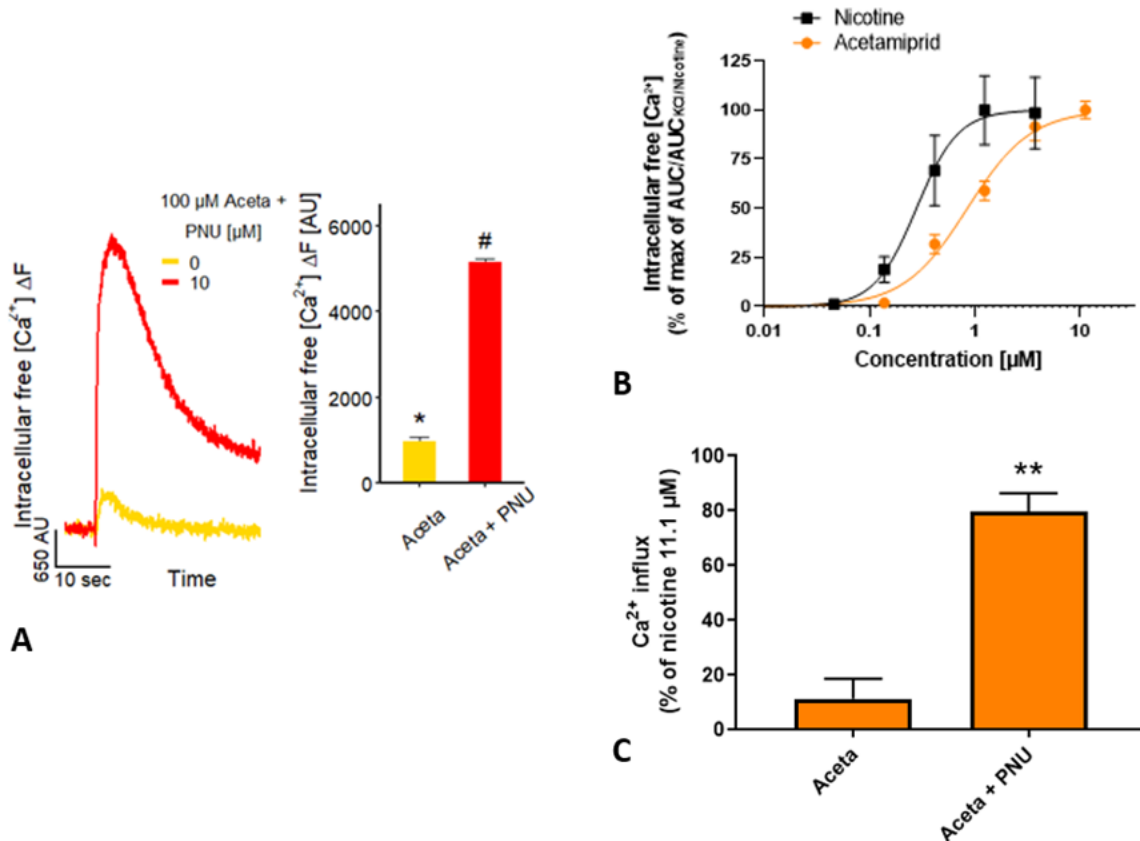 100 µM Aceta +
PNU [µM]
0
10
Intracellular free [Ca²⁺] ΔF
650 AU
10 sec
Time
Intracellular free [Ca²⁺] ΔF [AU]
6000
4000
2000
0
*
#
Aceta
Aceta + PNU
A
Nicotine
Acetamiprid
Intracellular free [Ca²⁺]
(% of max of AUC/AUC KCl/Nicotine)
125
100
75
50
25
0
0.01
0.1
1
10
Concentration [µM]
B
Ca²⁺ influx
(% of nicotine 11.1 µM)
100
80
60
40
20
0
**
Aceta
Aceta + PNU
C